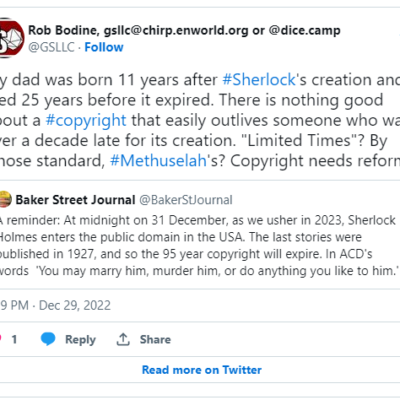 Rob Bodine, gsllc@chirp.enworld.org or @dice.camp
@GSLLC · Follow
y dad was born 11 years after #Sherlock's creation and
ed 25 years before it expired. There is nothing good
bout a #copyright that easily outlives someone who wa
ver a decade late for its creation. "Limited Times"? By
hose standard, #Methuselah's? Copyright needs reform
Baker Street Journal @BakerStJournal
A reminder: At midnight on 31 December, as we usher in 2023, Sherlock
Holmes enters the public domain in the USA. The last stories were
published in 1927, and so the 95 year copyright will expire. In ACD's
words 'You may marry him, murder him, or do anything you like to him.'
9 PM · Dec 29, 2022
1 Reply Share
Read more on Twitter